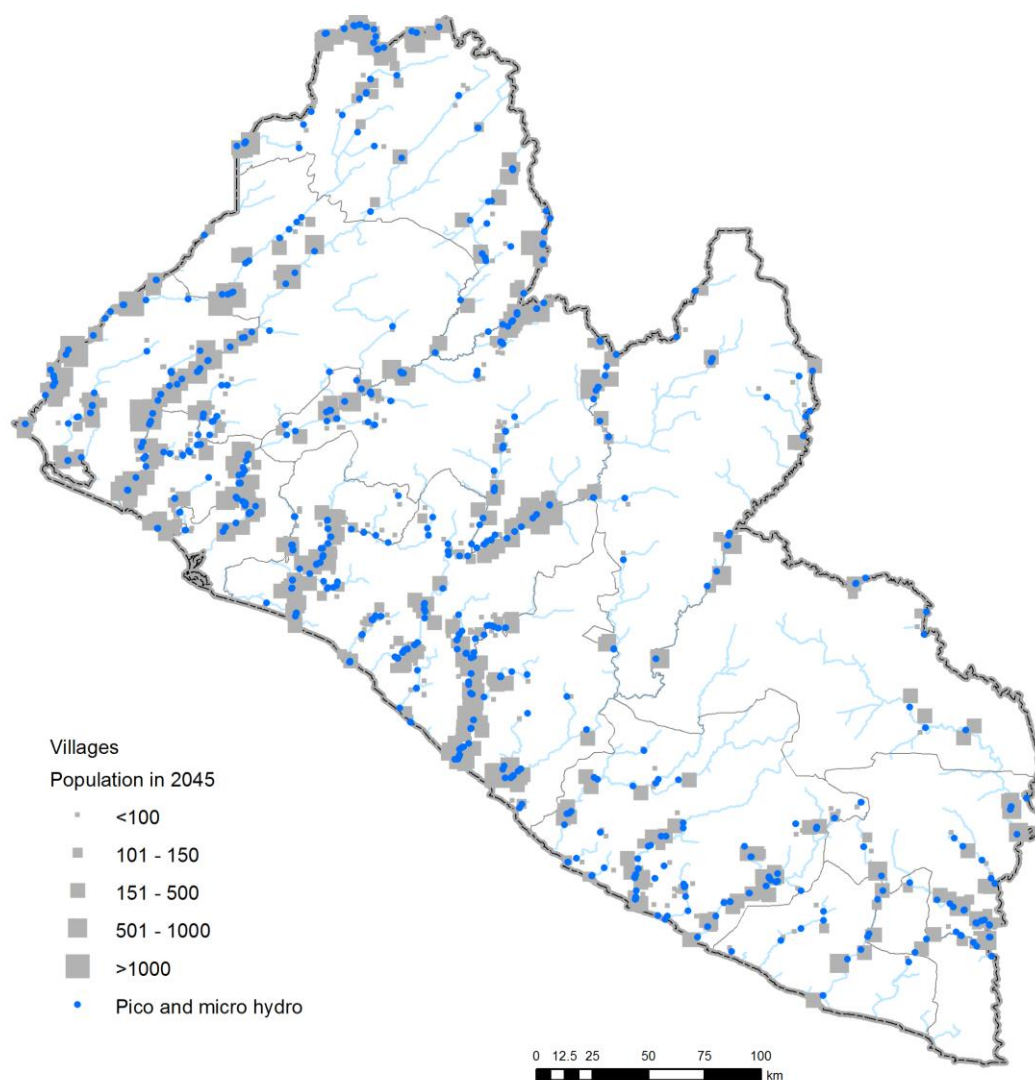 Villages
Population in 2045
<100
101 - 150
151 - 500
501 - 1000
>1000
Pico and micro hydro
0 12.5 25 50 75 100
km